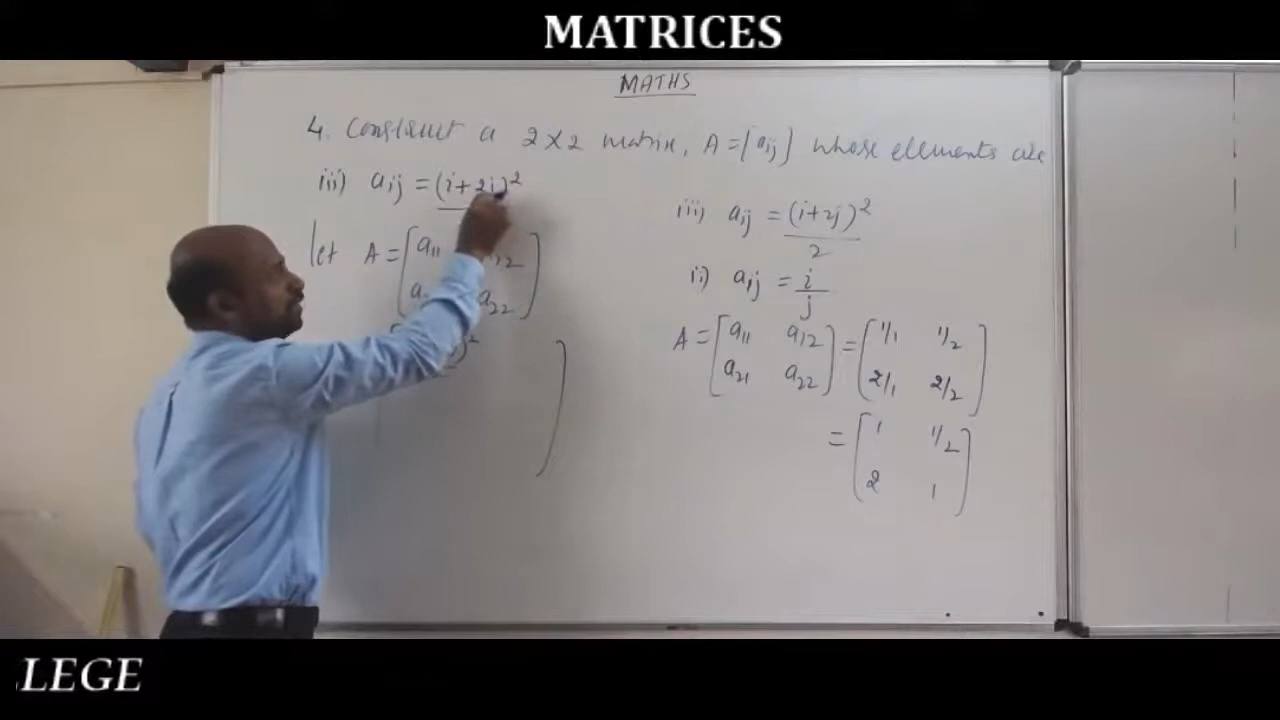 MATRICES
MATHS
4. Construct a 2×2 matrix, A=[aij] whose elements are
iii) aij = (i+2j)²
let A = [a11
a22]
iii) aij = (i+2j)²
2
ii) aij = i
j
A = [a11 a12 = [1/1 1/2
a21 a22] 2/1 2/2]
= [1 1/2
2 1]
LEGE